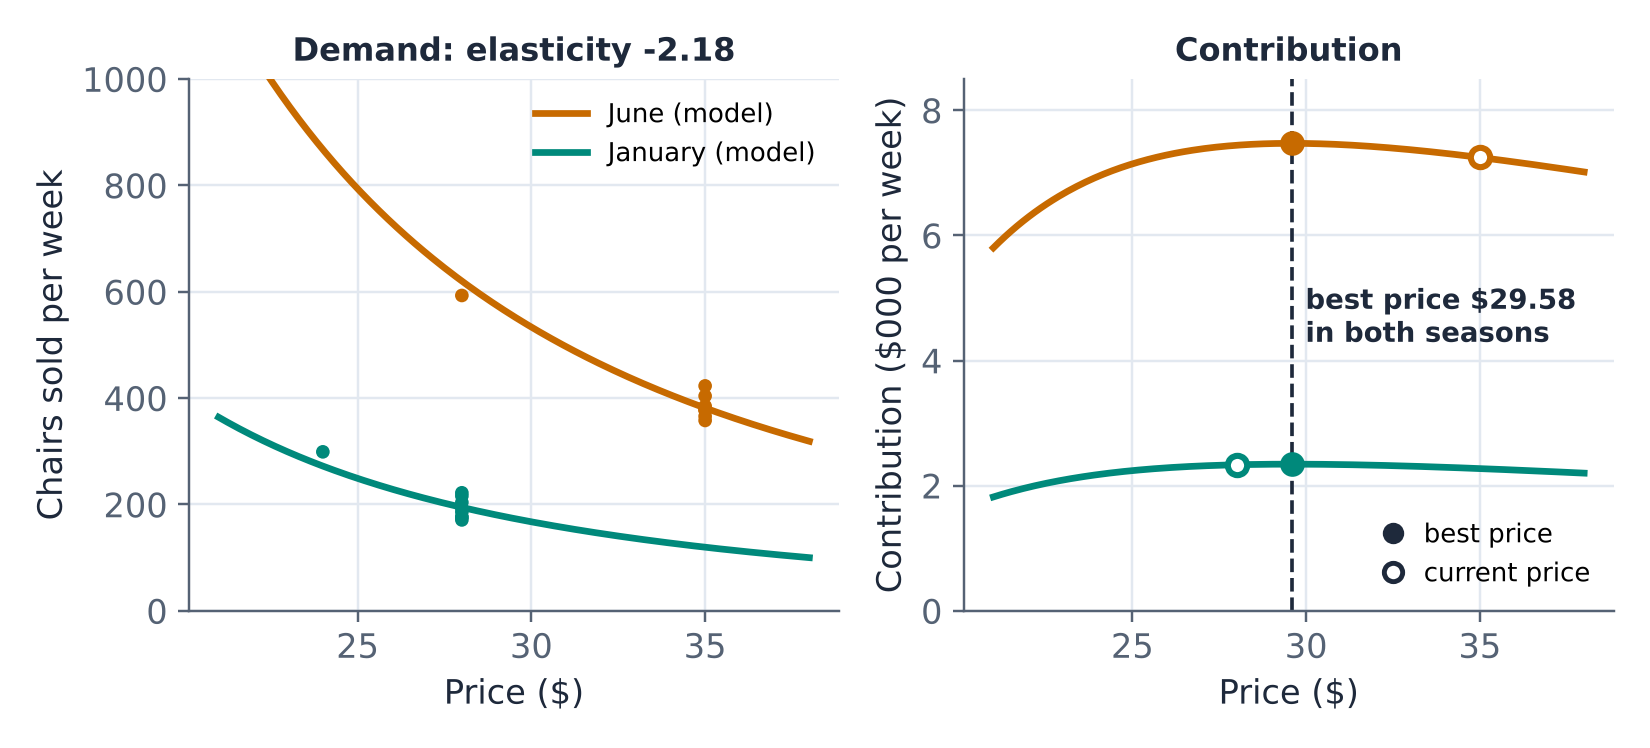 Demand: elasticity -2.18
1000
800
600
400
200
0
25 30 35
Price ($)
Chairs sold per week
June (model)
January (model)
Contribution
8
6
4
2
0
25 30 35
Price ($)
Contribution ($000 per week)
best price $29.58
in both seasons
best price
current price